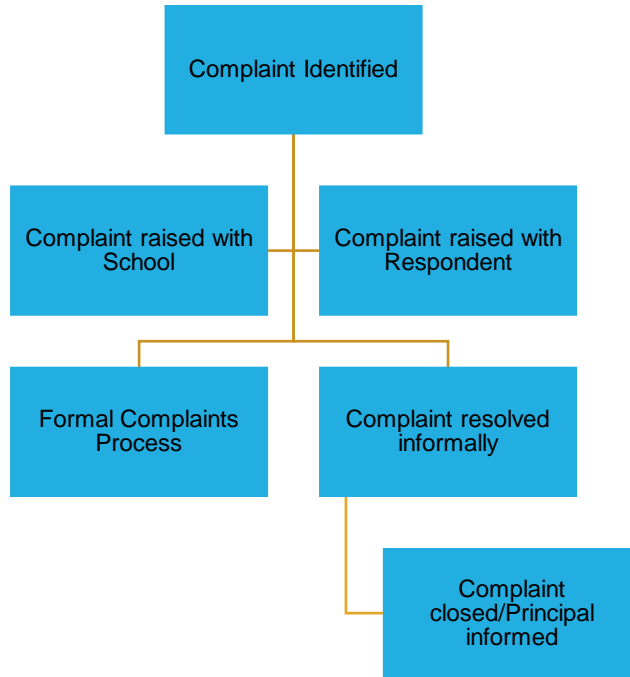 Complaint Identified
Complaint raised with
School
Complaint raised with
Respondent
Formal Complaints
Process
Complaint resolved
informally
Complaint
closed/Principal
informed